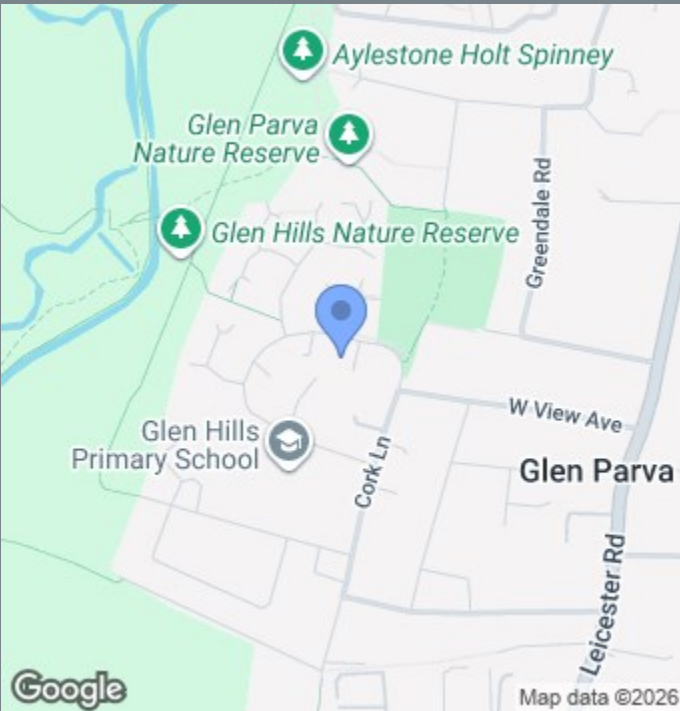 Aylestone Holt Spinney
Glen Parva
Nature Reserve
Glen Hills Nature Reserve
Greendale Rd
W View Ave
Glen Hills
Primary School
Cork Ln
Glen Parva
Leicester Rd
Google
Map data ©2026